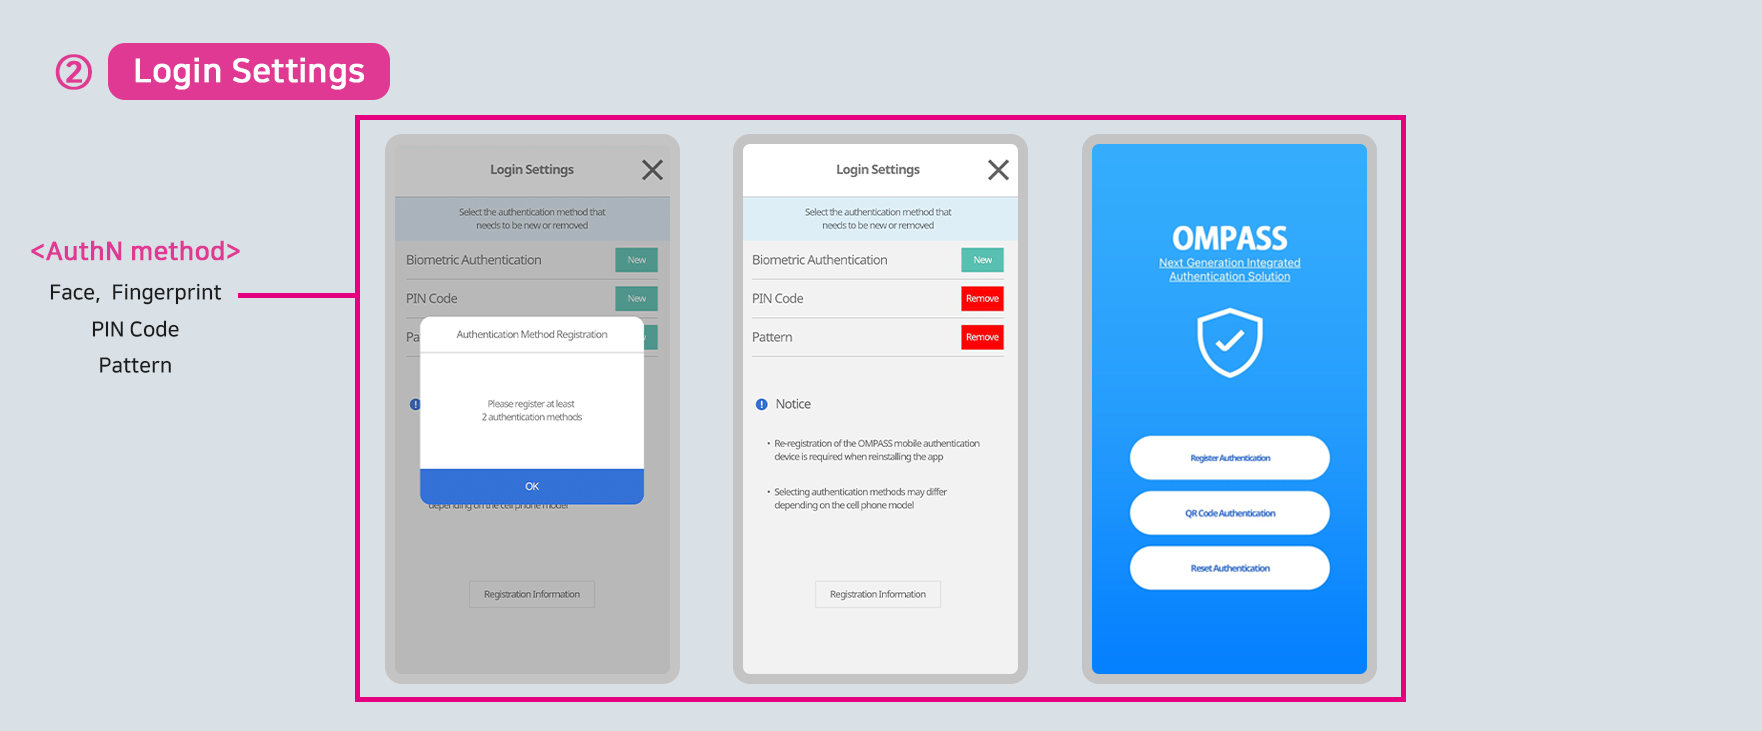 ② Login Settings
<AuthN method>
Face, Fingerprint
PIN Code
Pattern
Login Settings
Select the authentication method that
needs to be new or removed
Biometric Authentication New
PIN Code New
Pa
Authentication Method Registration
Please register at least
2 authentication methods
OK
depending on the cell phone model
Registration Information
Login Settings
Select the authentication method that
needs to be new or removed
Biometric Authentication New
PIN Code Remove
Pattern Remove
Notice
• Re-registration of the OMPASS mobile authentication
device is required when reinstalling the app
• Selecting authentication methods may differ
depending on the cell phone model
Registration Information
OMPASS
Next Generation Integrated
Authentication Solution
Register Authentication
QR Code Authentication
Reset Authentication